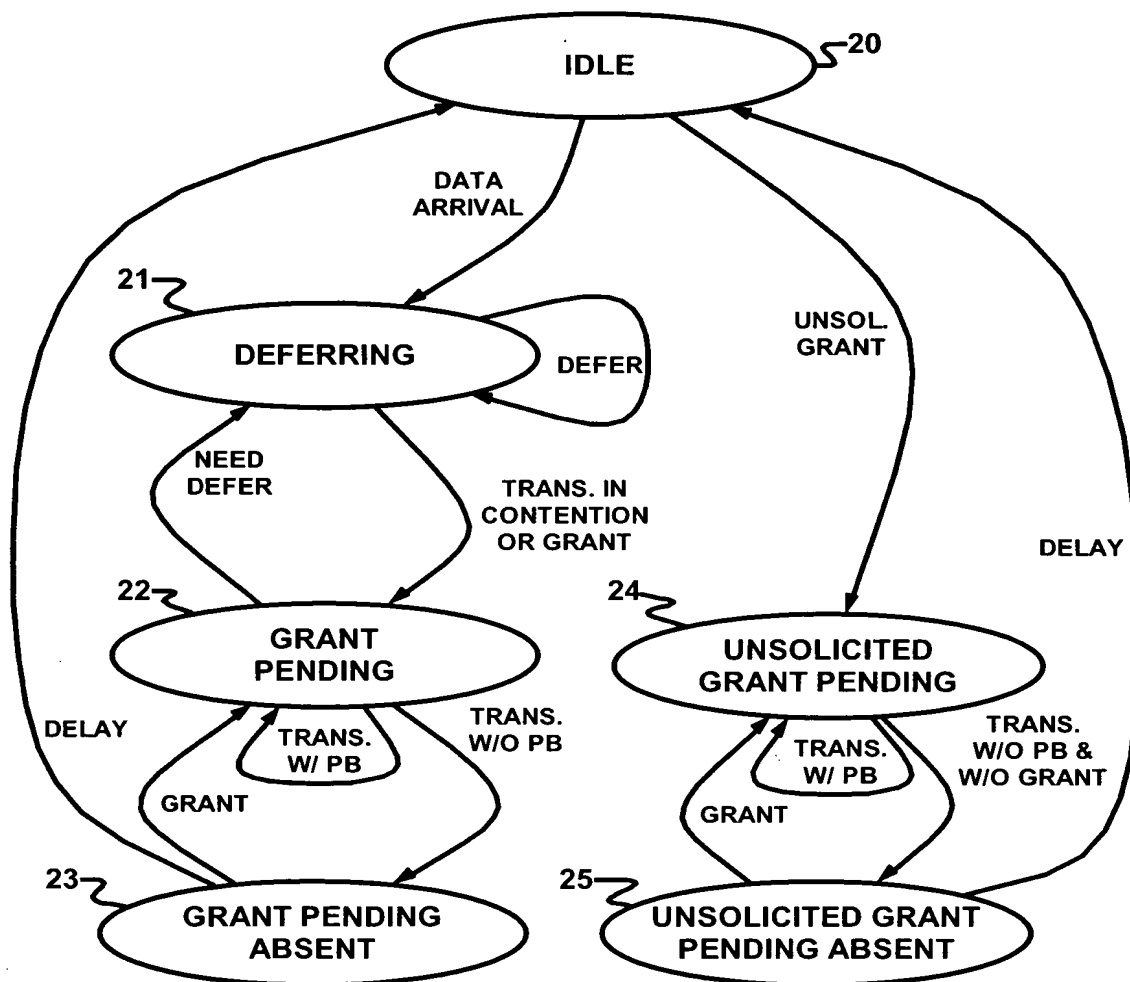 20
IDLE
DATA
ARRIVAL
21
DEFERRING
DEFER
UNSOL.
GRANT
NEED
DEFER
TRANS. IN
CONTENTION
OR GRANT
DELAY
22
GRANT
PENDING
24
UNSOLICITED
GRANT PENDING
DELAY
TRANS.
W/ PB
TRANS.
W/O PB
GRANT
TRANS.
W/ PB
TRANS.
W/O PB &
W/O GRANT
GRANT
23
GRANT PENDING
ABSENT
25
UNSOLICITED GRANT
PENDING ABSENT